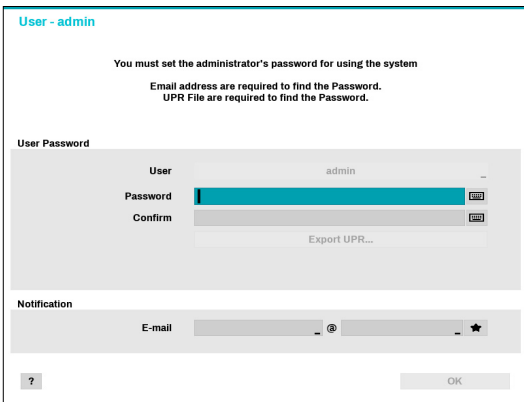 User - admin
You must set the administrator's password for using the system
Email address are required to find the Password.
UPR File are required to find the Password.
User Password
User admin
Password
Confirm
Export UPR...
Notification
E-mail @
? OK